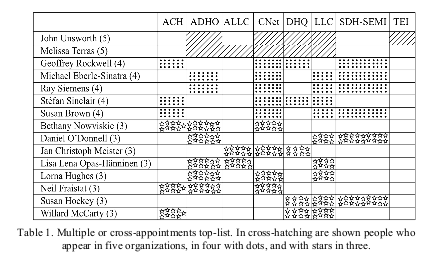 ACH ADHO ALLC CNet DHQ LLC SDH-SEMI TEI
John Unsworth (5)
Melissa Terras (5)
Geoffrey Rockwell (4)
Michael Eberle-Sinatra (4)
Ray Siemens (4)
Stéfan Sinclair (4)
Susan Brown (4)
Bethany Nowviskie (3)
Daniel O'Donnell (3)
Jan Christoph Meister (3)
Lisa Lena Opas-Hänninen (3)
Lorna Hughes (3)
Neil Fraistat (3)
Susan Hockey (3)
Willard McCarty (3)
Table 1. Multiple or cross-appointments top-list. In cross-hatching are shown people who
appear in five organizations, in four with dots, and with stars in three.